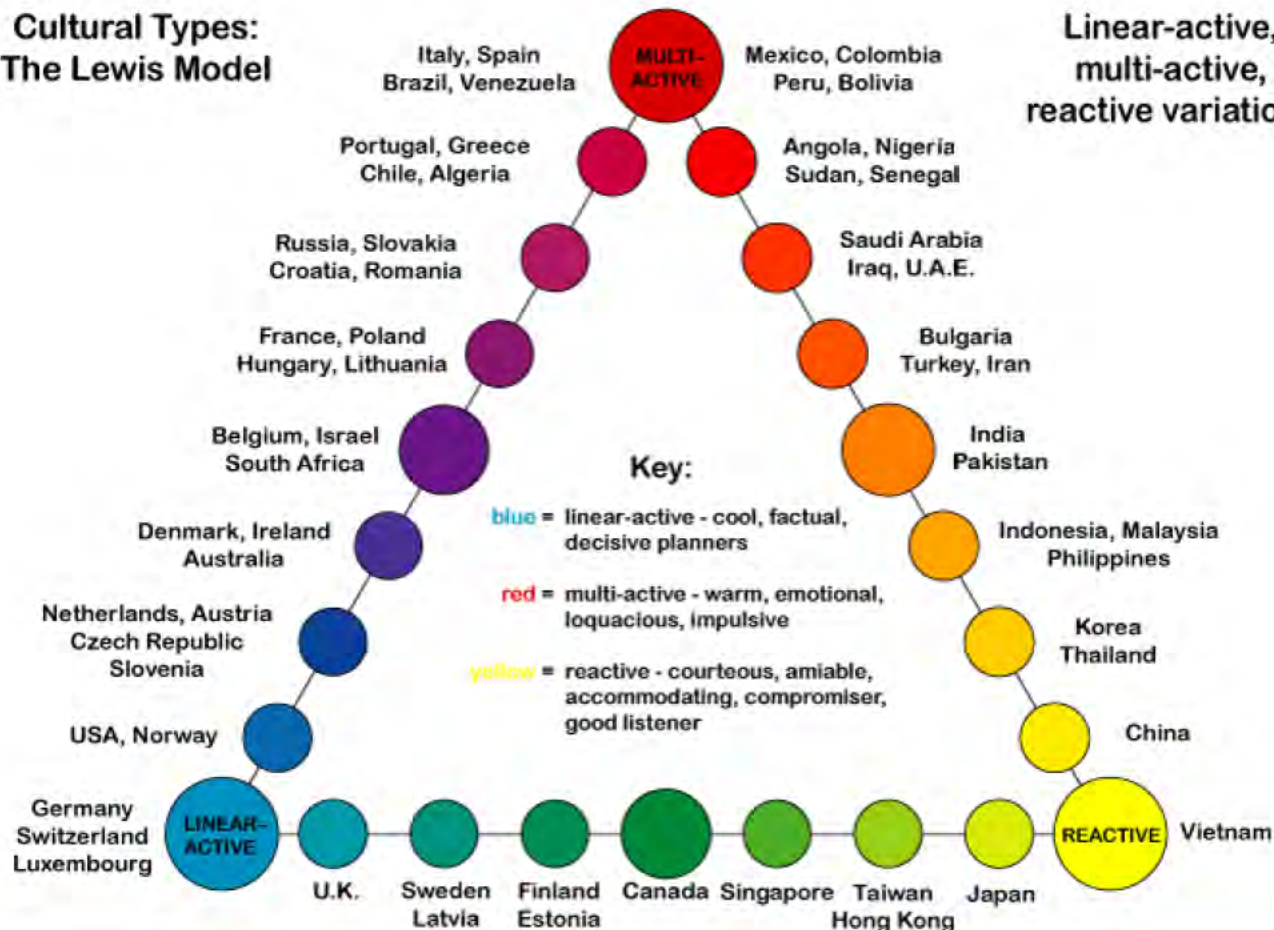 Cultural Types:
The Lewis Model
Linear-active,
multi-active,
reactive variatio
MULTI-
ACTIVE
Italy, Spain
Brazil, Venezuela
Mexico, Colombia
Peru, Bolivia
Portugal, Greece
Chile, Algeria
Angola, Nigeria
Sudan, Senegal
Russia, Slovakia
Croatia, Romania
Saudi Arabia
Iraq, U.A.E.
France, Poland
Hungary, Lithuania
Bulgaria
Turkey, Iran
Belgium, Israel
South Africa
India
Pakistan
Key:
blue = linear-active - cool, factual,
decisive planners
red = multi-active - warm, emotional,
loquacious, impulsive
yellow = reactive - courteous, amiable,
accommodating, compromiser,
good listener
Denmark, Ireland
Australia
Indonesia, Malaysia
Philippines
Netherlands, Austria
Czech Republic
Slovenia
Korea
Thailand
USA, Norway
China
Germany
Switzerland
Luxembourg
LINEAR-
ACTIVE
REACTIVE
Vietnam
U.K.
Sweden
Latvia
Finland
Estonia
Canada
Singapore
Taiwan
Hong Kong
Japan